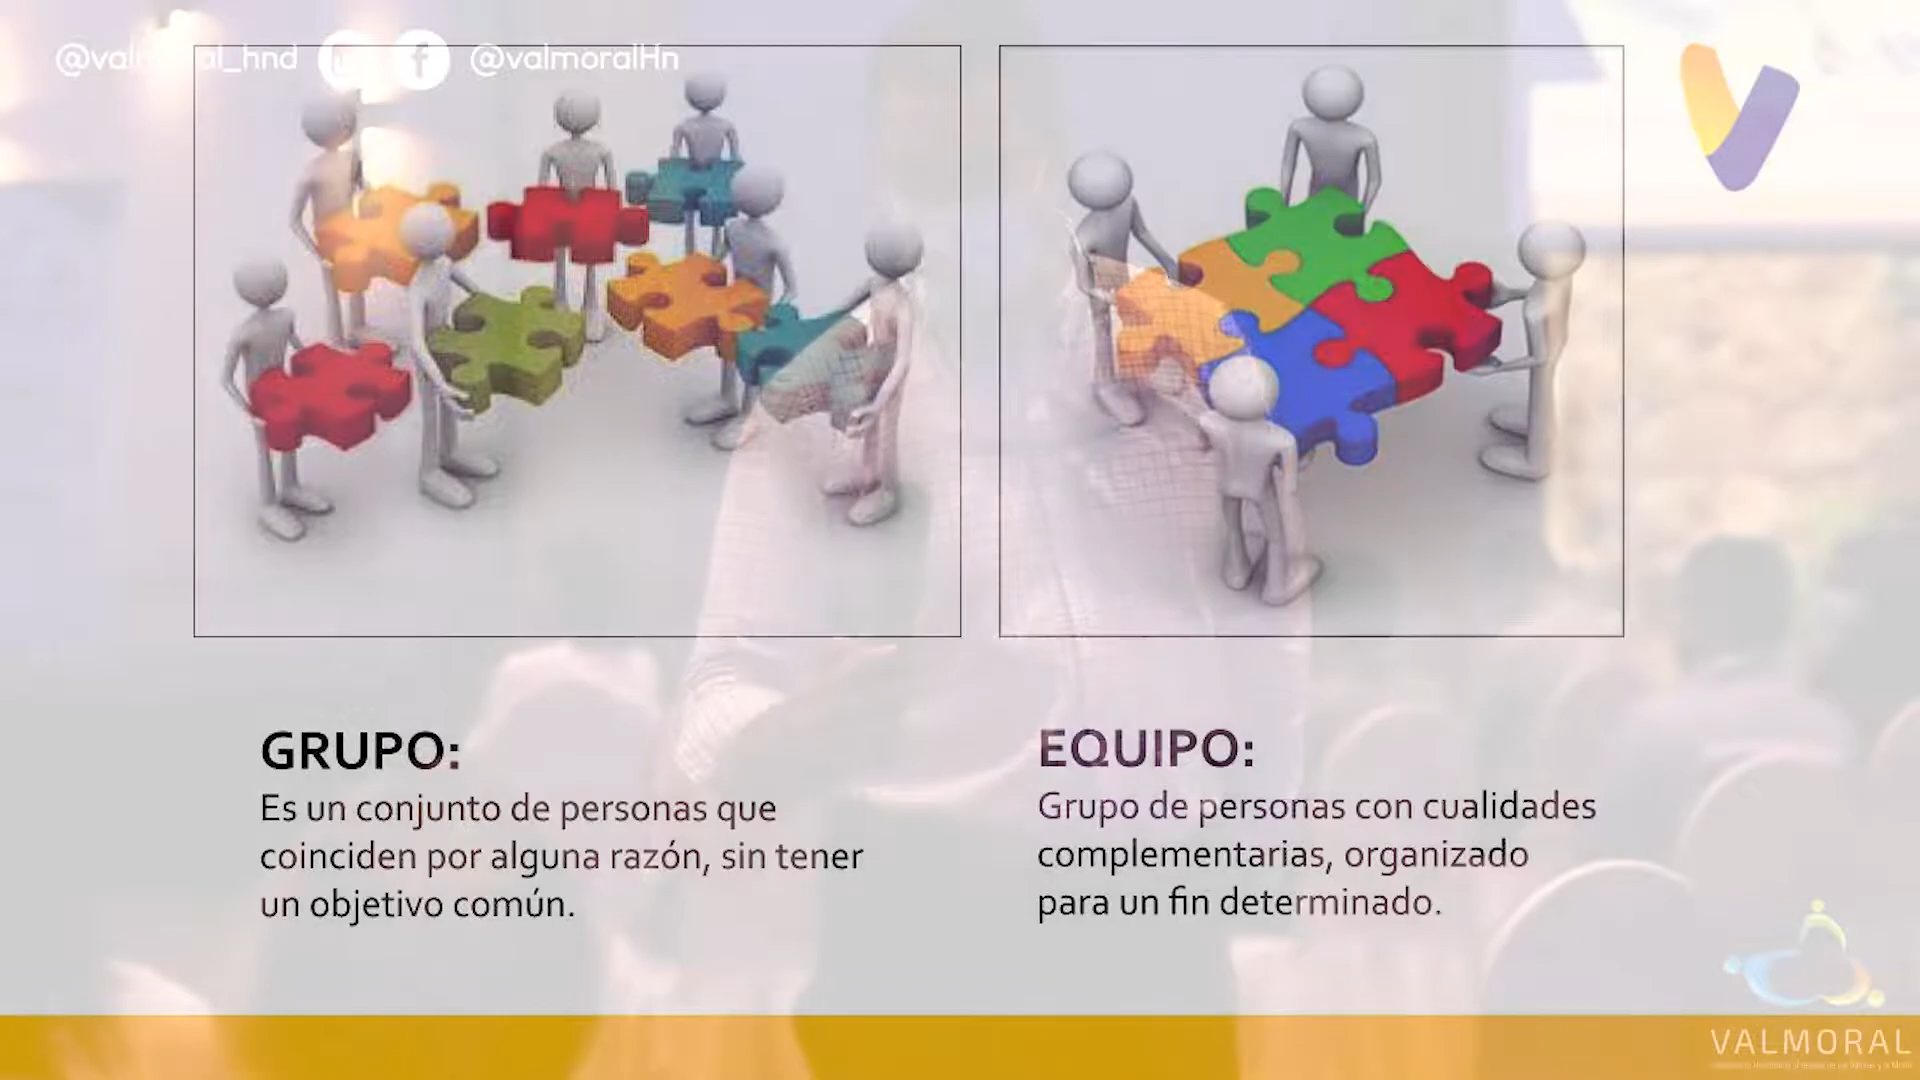 @valmoral_hnd @valmoralHn
GRUPO:
Es un conjunto de personas que
coinciden por alguna razón, sin tener
un objetivo común.
EQUIPO:
Grupo de personas con cualidades
complementarias, organizado
para un fin determinado.
VALMORAL